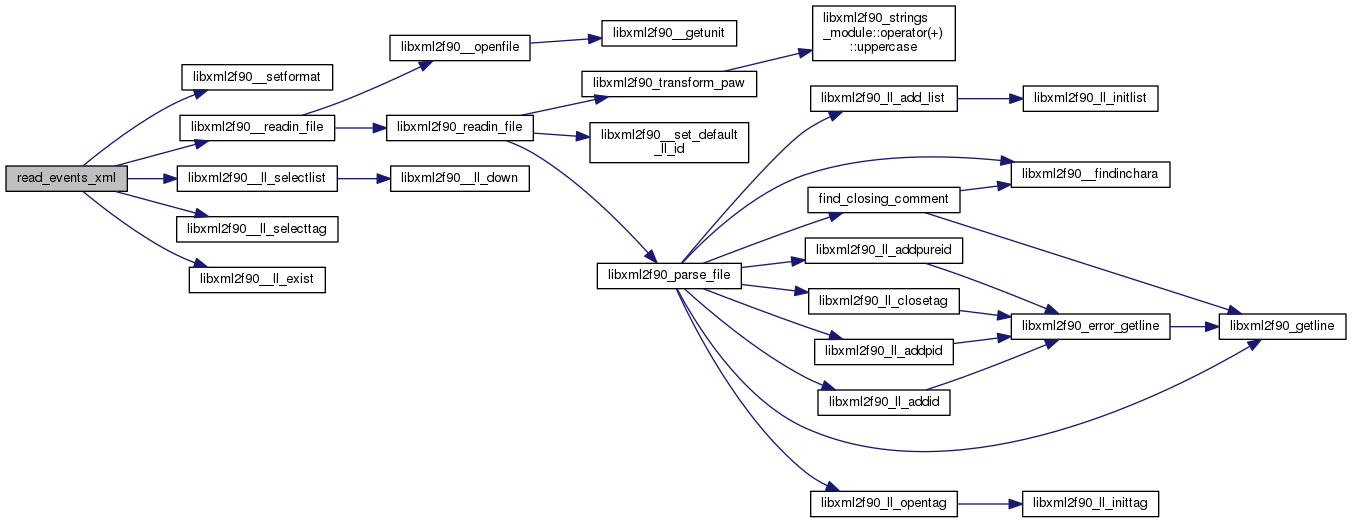 read_events_xml
libxml2f90__setformat
libxml2f90__readin_file
libxml2f90__ll_selectlist
libxml2f90__ll_selecttag
libxml2f90__ll_exist
libxml2f90__openfile
libxml2f90_readin_file
libxml2f90__ll_down
libxml2f90__getunit
libxml2f90_transform_paw
libxml2f90__set_default
_ll_id
libxml2f90_parse_file
libxml2f90_strings
_module::operator(+)
::uppercase
libxml2f90_ll_add_list
find_closing_comment
libxml2f90_ll_addpureid
libxml2f90_ll_closetag
libxml2f90_ll_addpid
libxml2f90_ll_addid
libxml2f90_ll_opentag
libxml2f90_ll_initlist
libxml2f90__findinchara
libxml2f90_error_getline
libxml2f90_ll_inittag
libxml2f90_getline